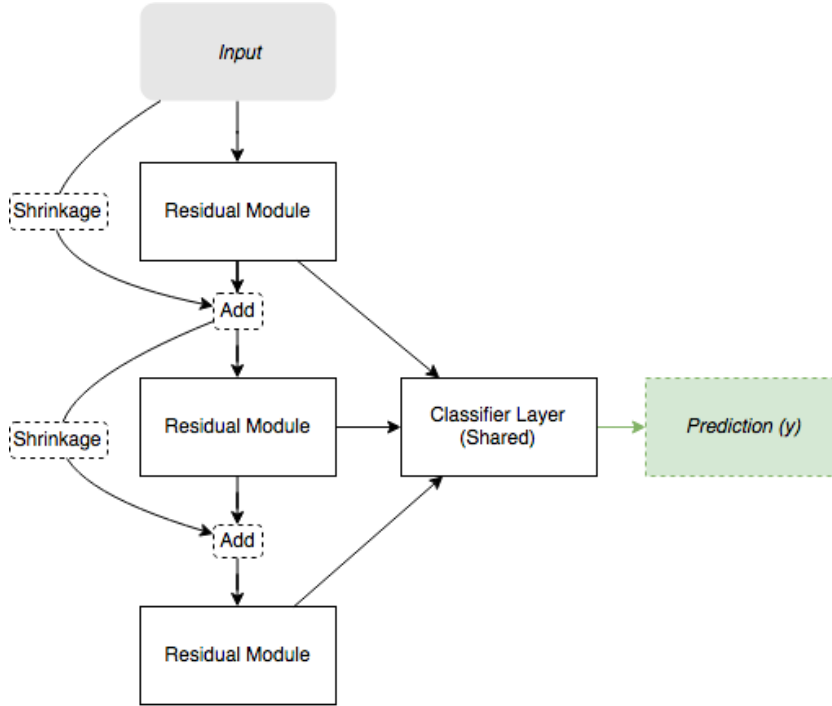 Input
Shrinkage
Residual Module
Add
Shrinkage
Residual Module
Classifier Layer
(Shared)
Prediction (y)
Add
Residual Module